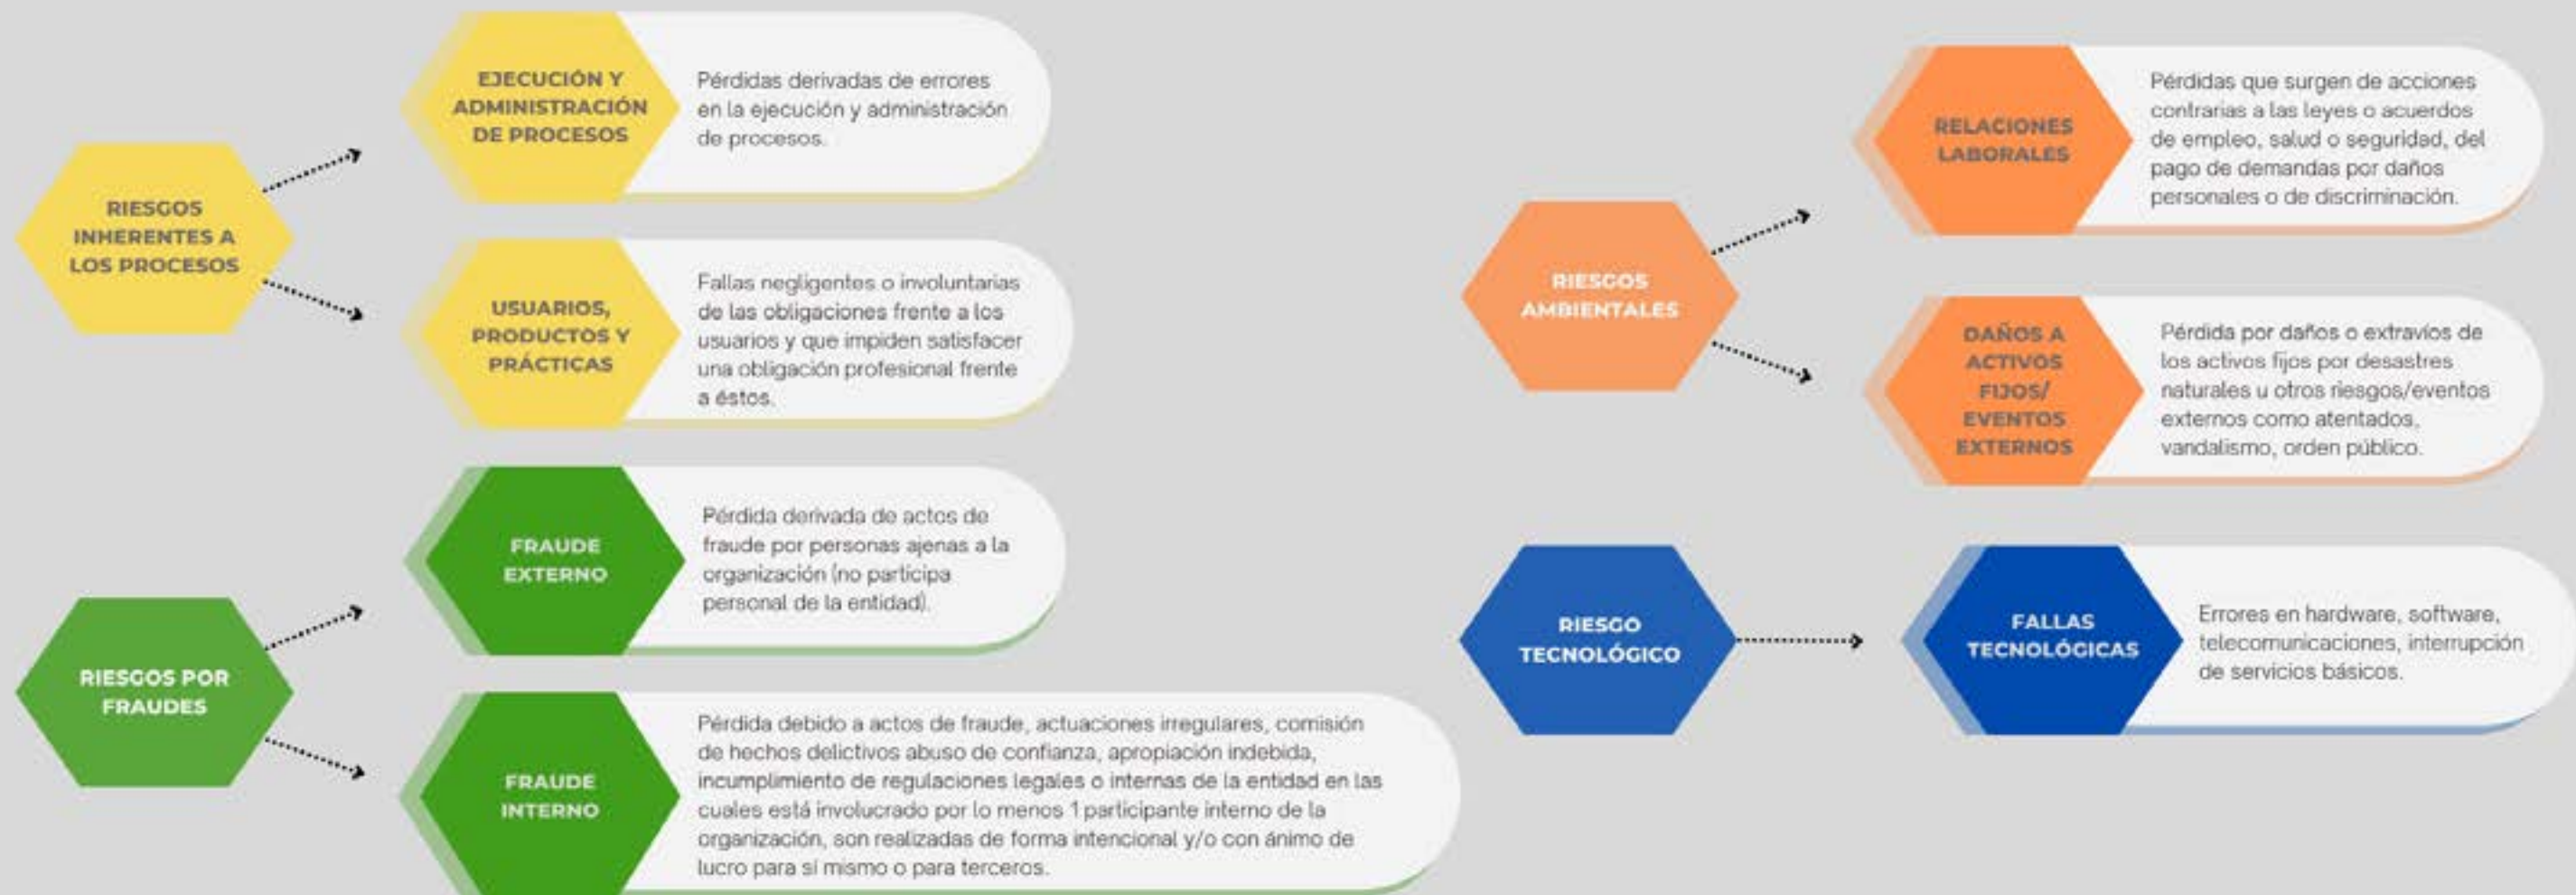 RIESGOS
INHERENTES A
LOS PROCESOS
EJECUCIÓN Y
ADMINISTRACIÓN
DE PROCESOS
Pérdidas derivadas de errores
en la ejecución y administración
de procesos.
USUARIOS,
PRODUCTOS Y
PRÁCTICAS
Fallas negligentes o involuntarias
de las obligaciones frente a los
usuarios y que impiden satisfacer
una obligación profesional frente
a éstos.
RIESGOS POR
FRAUDES
FRAUDE
EXTERNO
Pérdida derivada de actos de
fraude por personas ajenas a la
organización (no participa
personal de la entidad).
FRAUDE
INTERNO
Pérdida debido a actos de fraude, actuaciones irregulares, comisión
de hechos delictivos abuso de confianza, apropiación indebida,
incumplimiento de regulaciones legales o internas de la entidad en las
cuales está involucrado por lo menos 1 participante interno de la
organización, son realizadas de forma intencional y/o con ánimo de
lucro para sí mismo o para terceros.
RIESGOS
AMBIENTALES
RELACIONES
LABORALES
Pérdidas que surgen de acciones
contrarias a las leyes o acuerdos
de empleo, salud o seguridad, del
pago de demandas por daños
personales o de discriminación.
DAÑOS A
ACTIVOS
FIJOS/
EVENTOS
EXTERNOS
Pérdida por daños o extravíos de
los activos fijos por desastres
naturales u otros riesgos/eventos
externos como atentados,
vandalismo, orden público.
RIESGO
TECNOLÓGICO
FALLAS
TECNOLÓGICAS
Errores en hardware, software,
telecomunicaciones, interrupción
de servicios básicos.